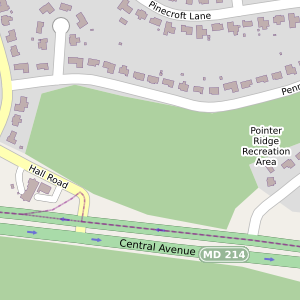 Pinecroft Lane
Penn
Pointer
Ridge
Recreation
Area
Hall Road
Central Avenue
MD 214